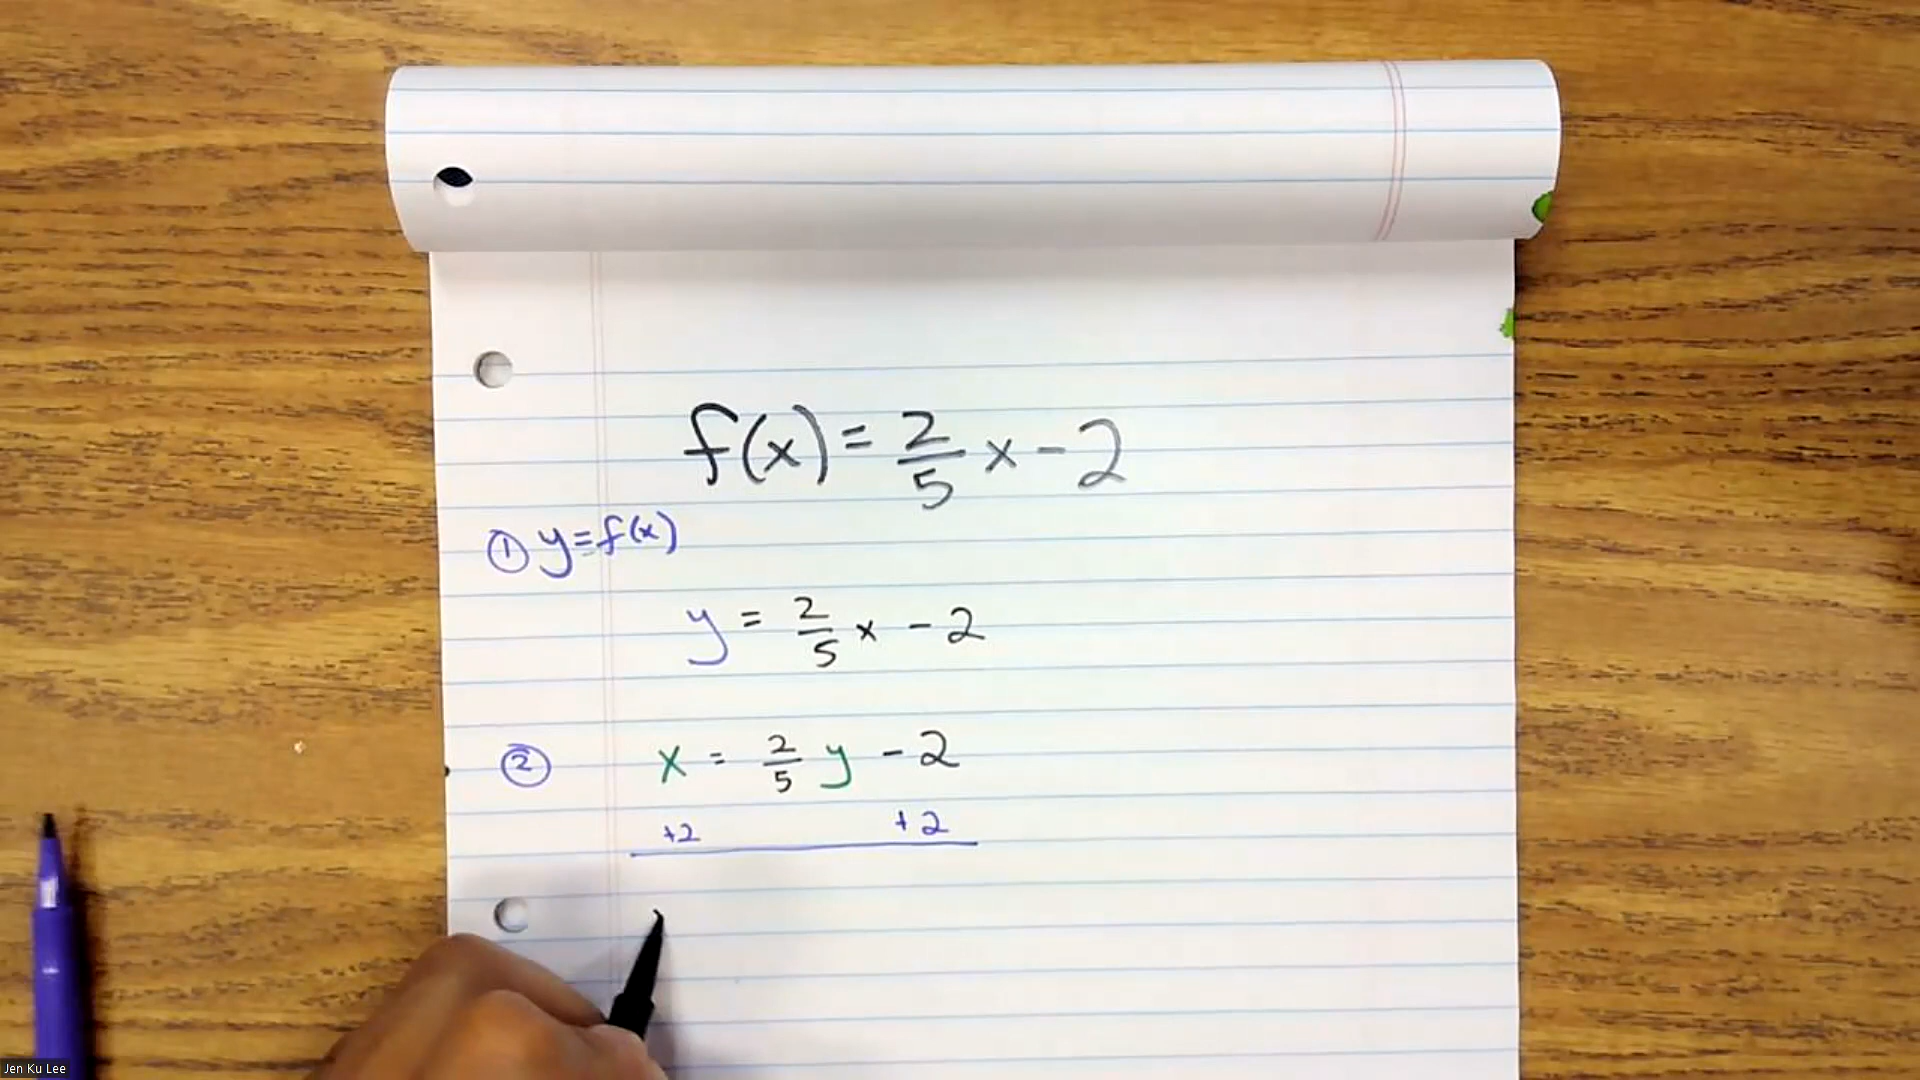 f(x) = 2/5 x - 2
① y = f(x)
y = 2/5 x - 2
② x = 2/5 y - 2
+2 +2
Jen Ku Lee